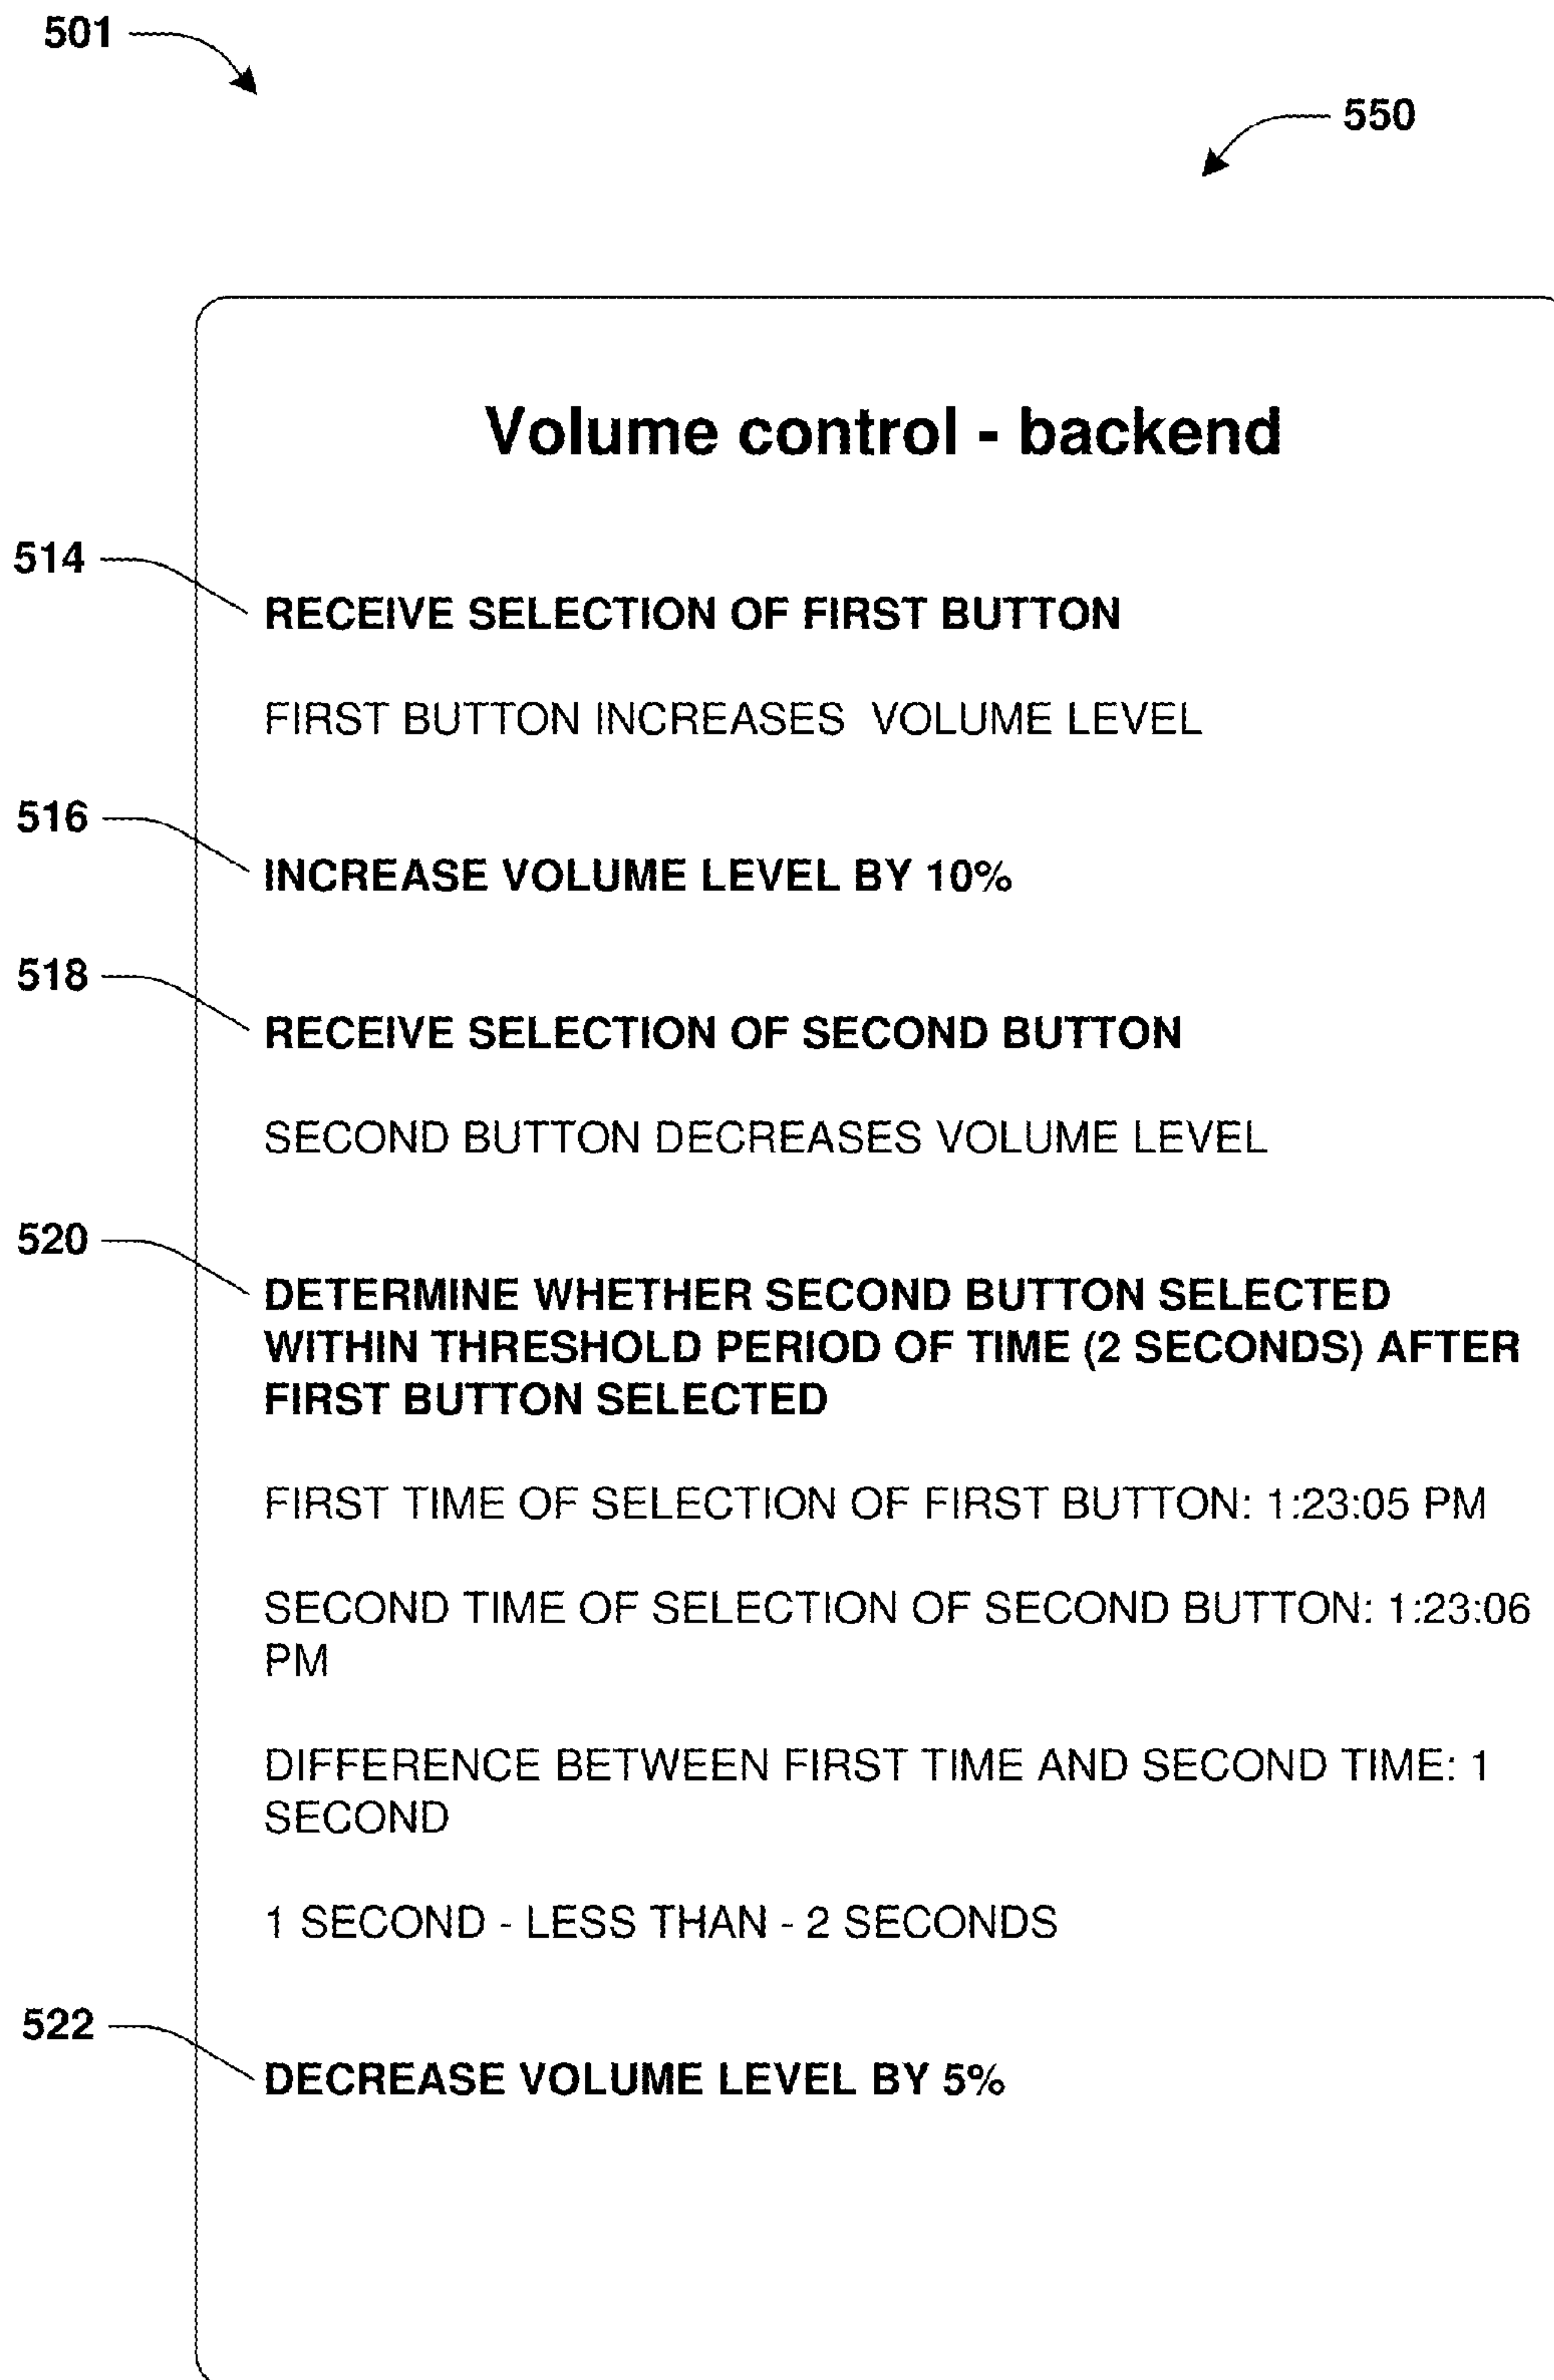 501
550
Volume control - backend
514
RECEIVE SELECTION OF FIRST BUTTON
FIRST BUTTON INCREASES VOLUME LEVEL
516
INCREASE VOLUME LEVEL BY 10%
518
RECEIVE SELECTION OF SECOND BUTTON
SECOND BUTTON DECREASES VOLUME LEVEL
520
DETERMINE WHETHER SECOND BUTTON SELECTED
WITHIN THRESHOLD PERIOD OF TIME (2 SECONDS) AFTER
FIRST BUTTON SELECTED
FIRST TIME OF SELECTION OF FIRST BUTTON: 1:23:05 PM
SECOND TIME OF SELECTION OF SECOND BUTTON: 1:23:06
PM
DIFFERENCE BETWEEN FIRST TIME AND SECOND TIME: 1
SECOND
1 SECOND - LESS THAN - 2 SECONDS
522
DECREASE VOLUME LEVEL BY 5%